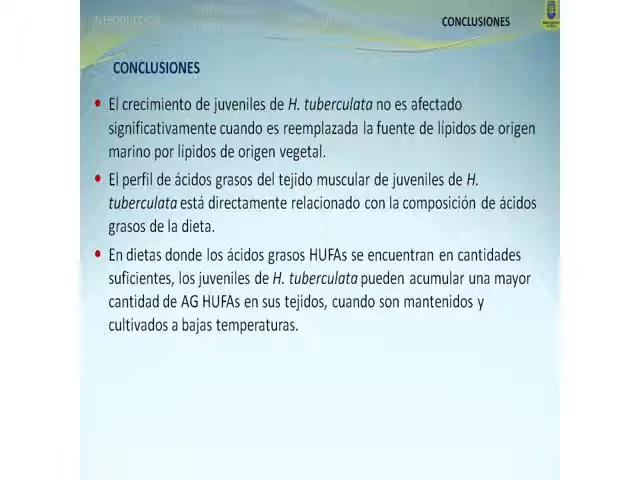 INTRODUCCIÓN
CONCLUSIONES
CONCLUSIONES
• El crecimiento de juveniles de H. tuberculata no es afectado
significativamente cuando es reemplazada la fuente de lípidos de origen
marino por lípidos de origen vegetal.
• El perfil de ácidos grasos del tejido muscular de juveniles de H.
tuberculata está directamente relacionado con la composición de ácidos
grasos de la dieta.
• En dietas donde los ácidos grasos HUFAs se encuentran en cantidades
suficientes, los juveniles de H. tuberculata pueden acumular una mayor
cantidad de AG HUFAs en sus tejidos, cuando son mantenidos y
cultivados a bajas temperaturas.